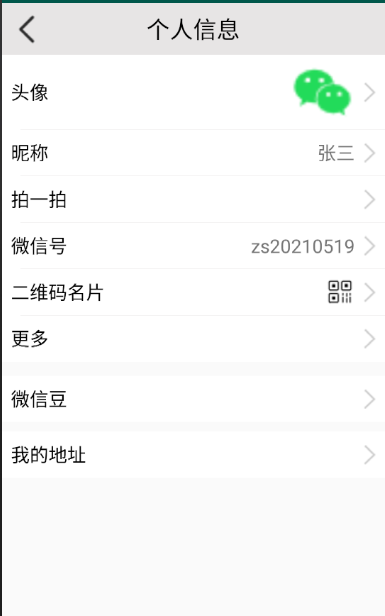 个人信息
头像
昵称 张三
拍一拍
微信号 zs20210519
二维码名片
更多
微信豆
我的地址